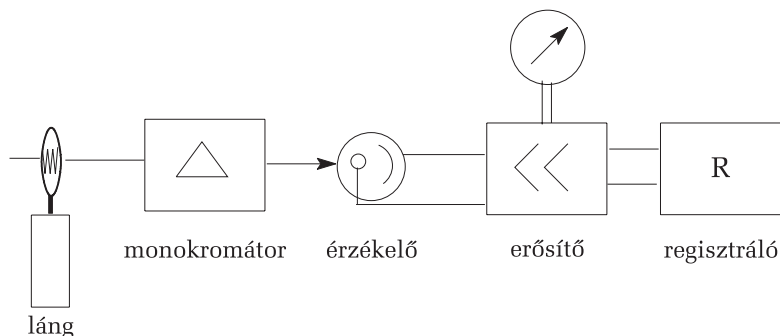 R
monokromátor
érzékelő
erősítő
regisztráló
láng